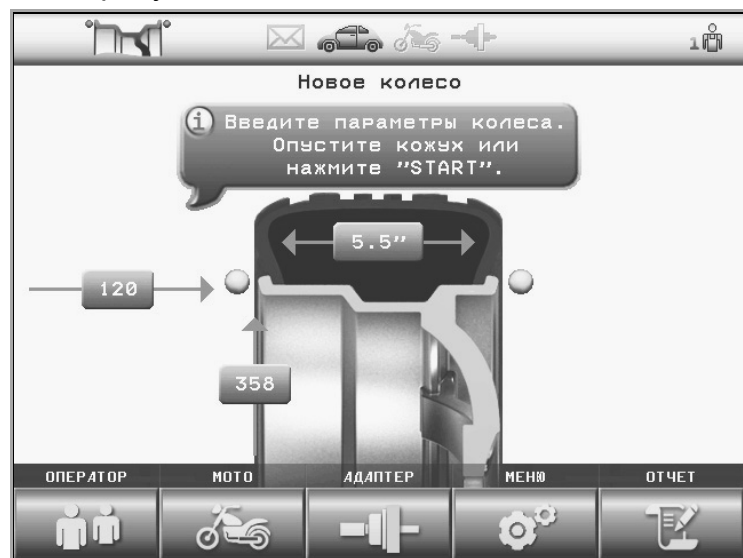 1
Новое колесо
Введите параметры колеса.
Опустите кожух или
нажмите "START".
5.5"
120
358
ОПЕРАТОР МОТО АДАПТЕР МЕНЮ ОТЧЕТ